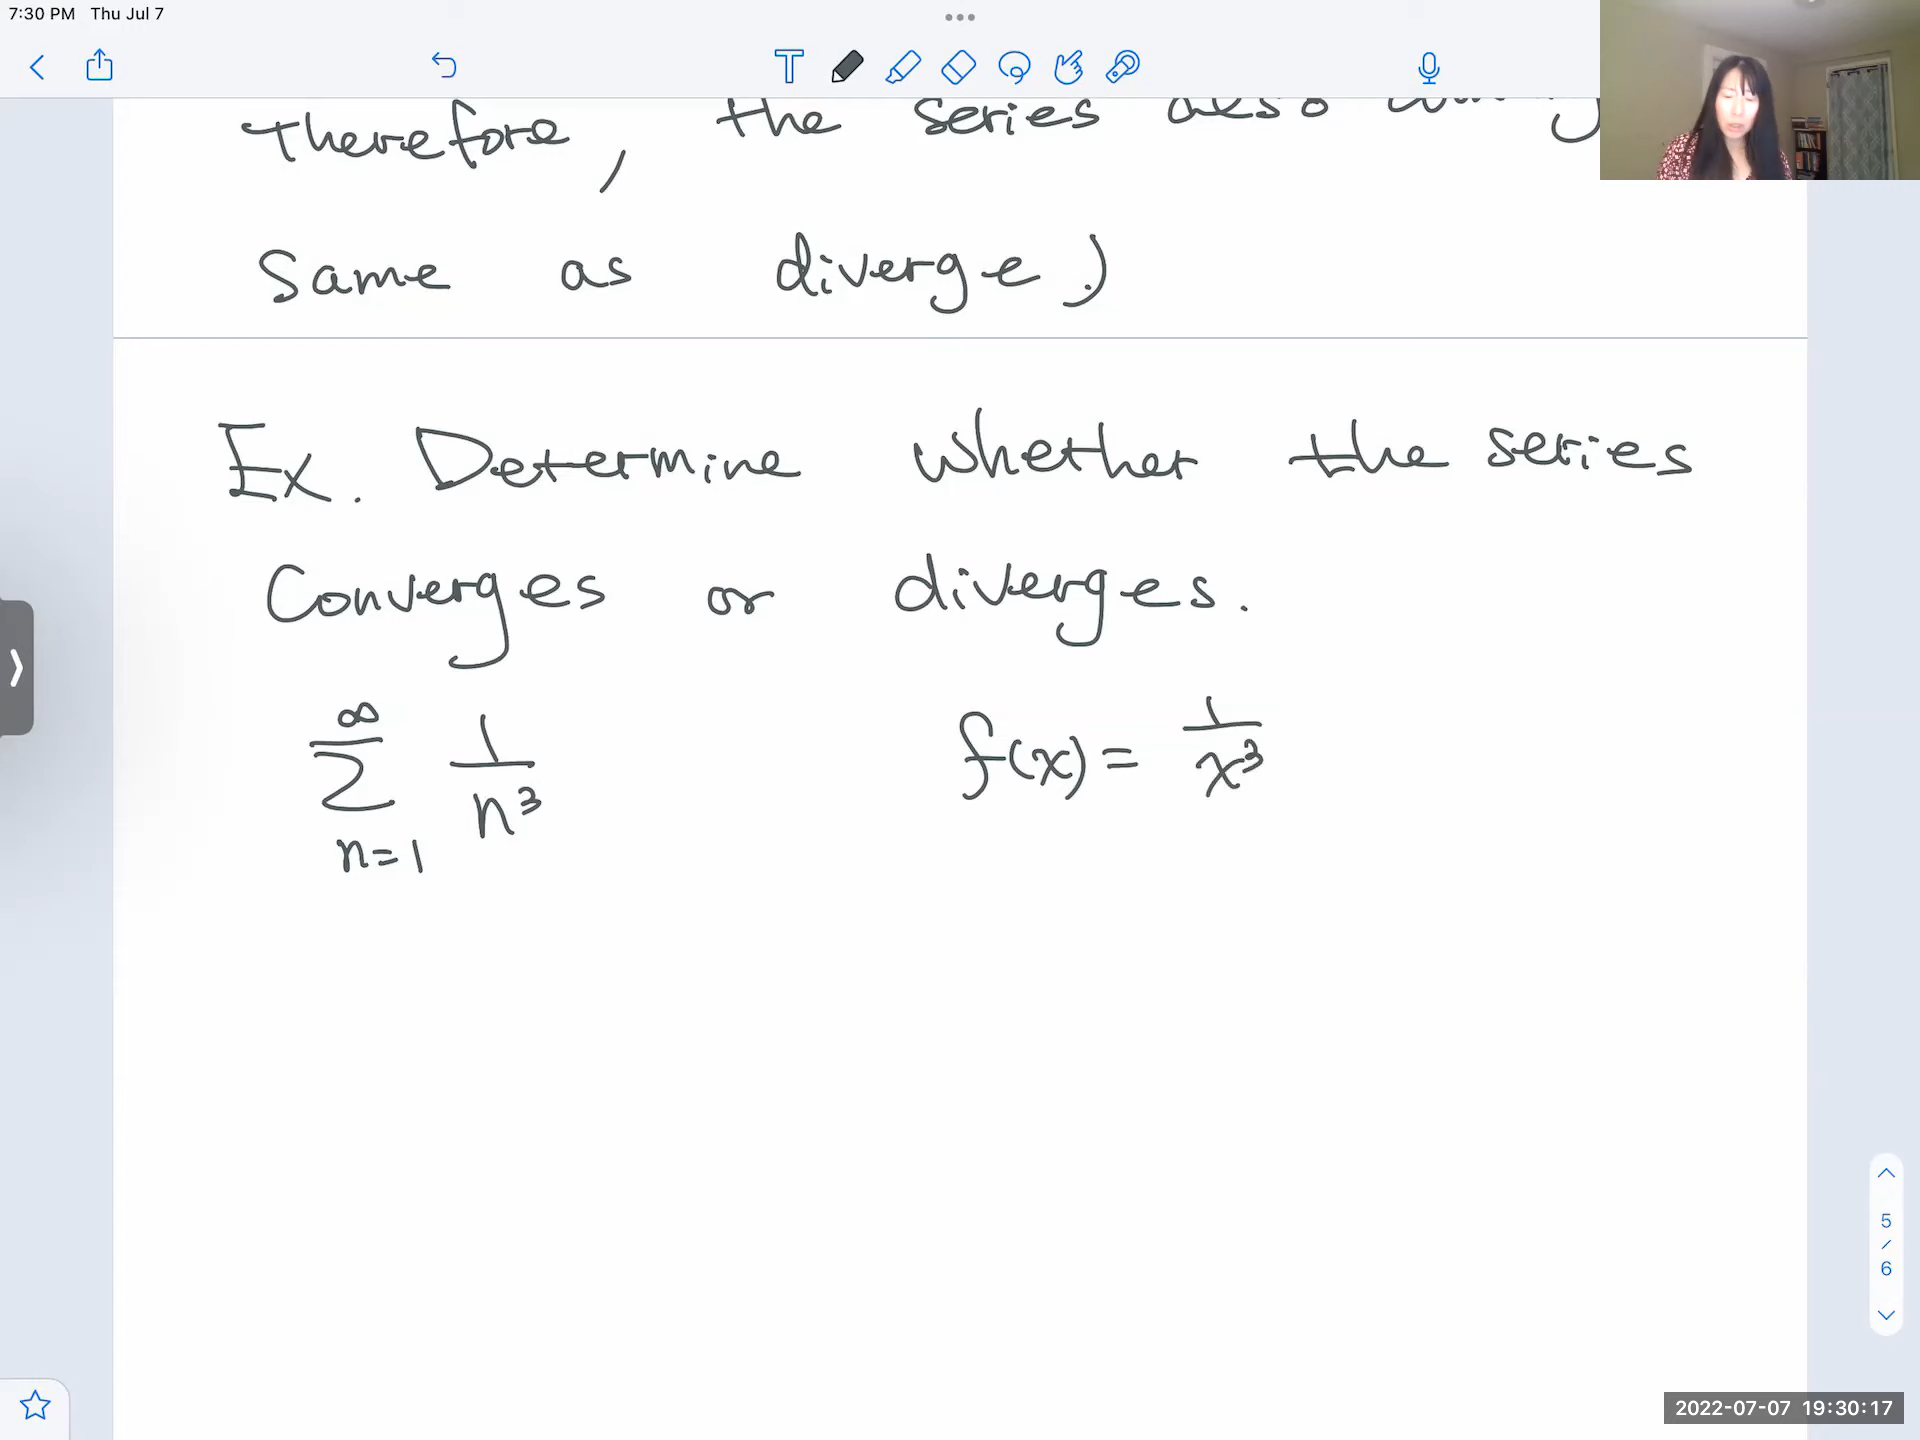 7:30 PM Thu Jul 7
Therefore, the series also
same as diverge.)
Ex. Determine whether the series
converges or diverges.
∞
∑ 1/n³ f(x) = 1/x³
n=1
5
/
6
2022-07-07 19:30:17